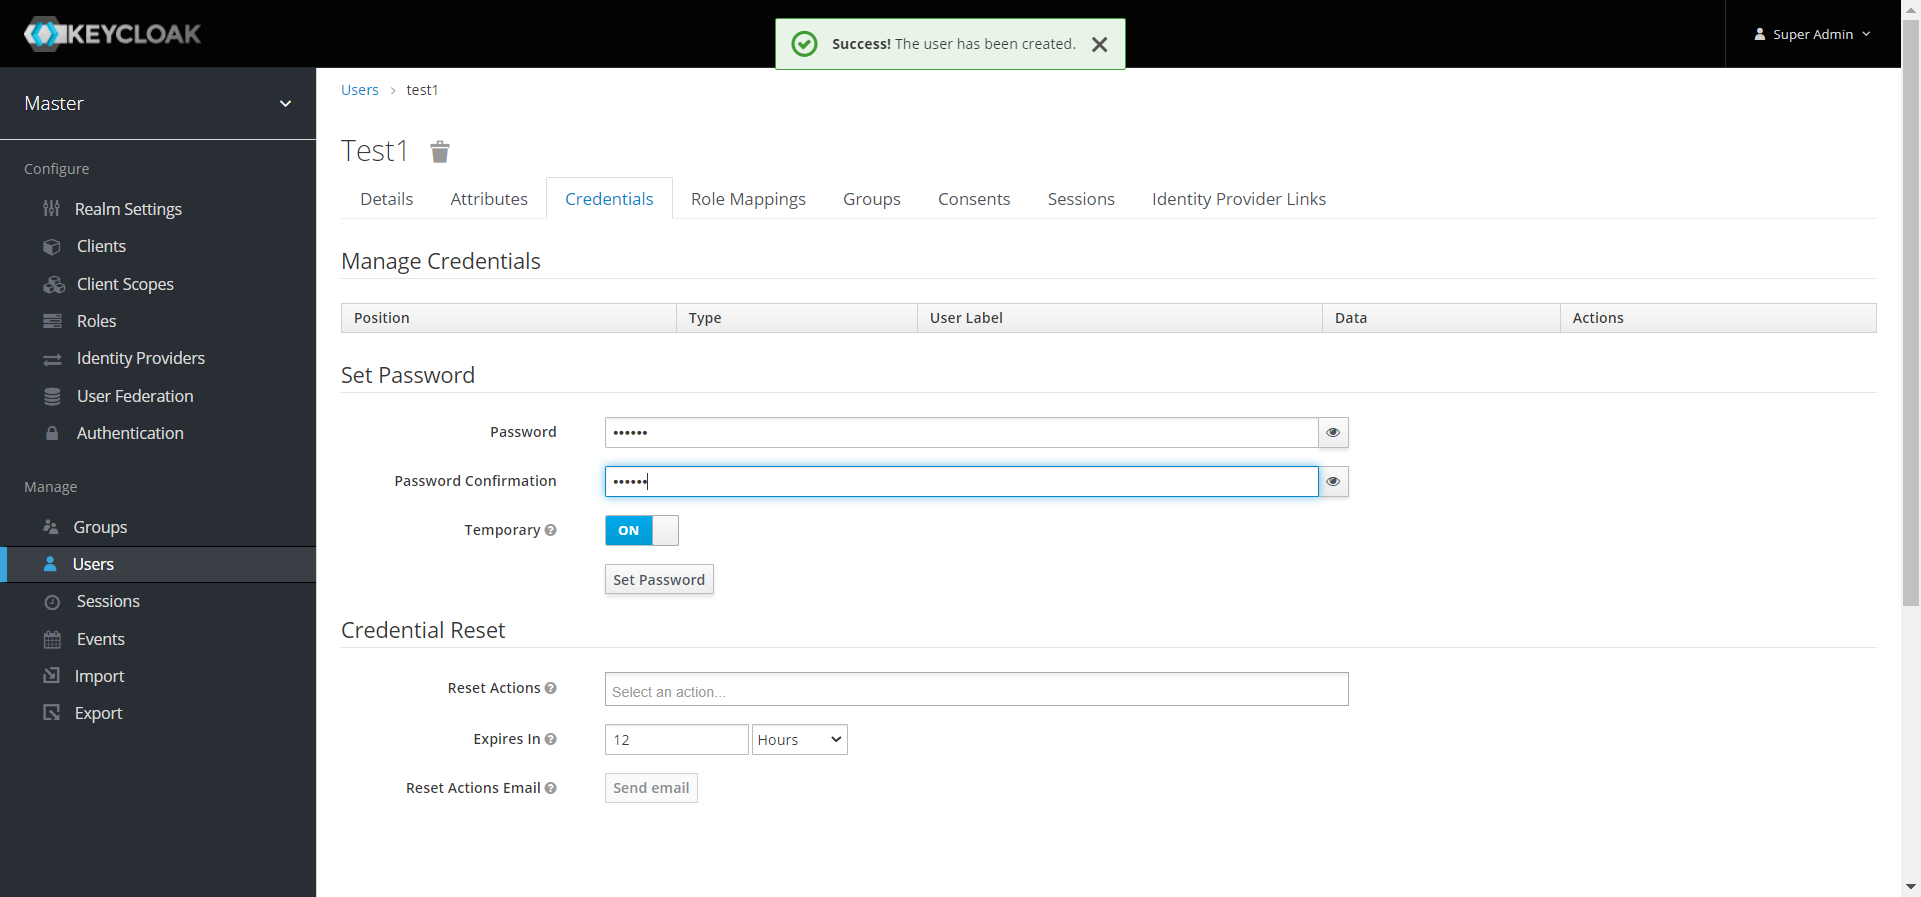 KEYCLOAK
Success! The user has been created.
Super Admin
Master
Configure
Realm Settings
Clients
Client Scopes
Roles
Identity Providers
User Federation
Authentication
Manage
Groups
Users
Sessions
Events
Import
Export
Users > test1
Test1
Details Attributes Credentials Role Mappings Groups Consents Sessions Identity Provider Links
Manage Credentials
Position Type User Label Data Actions
Set Password
Password ••••••
Password Confirmation ••••••
Temporary ON
Set Password
Credential Reset
Reset Actions Select an action...
Expires In 12 Hours
Reset Actions Email Send email